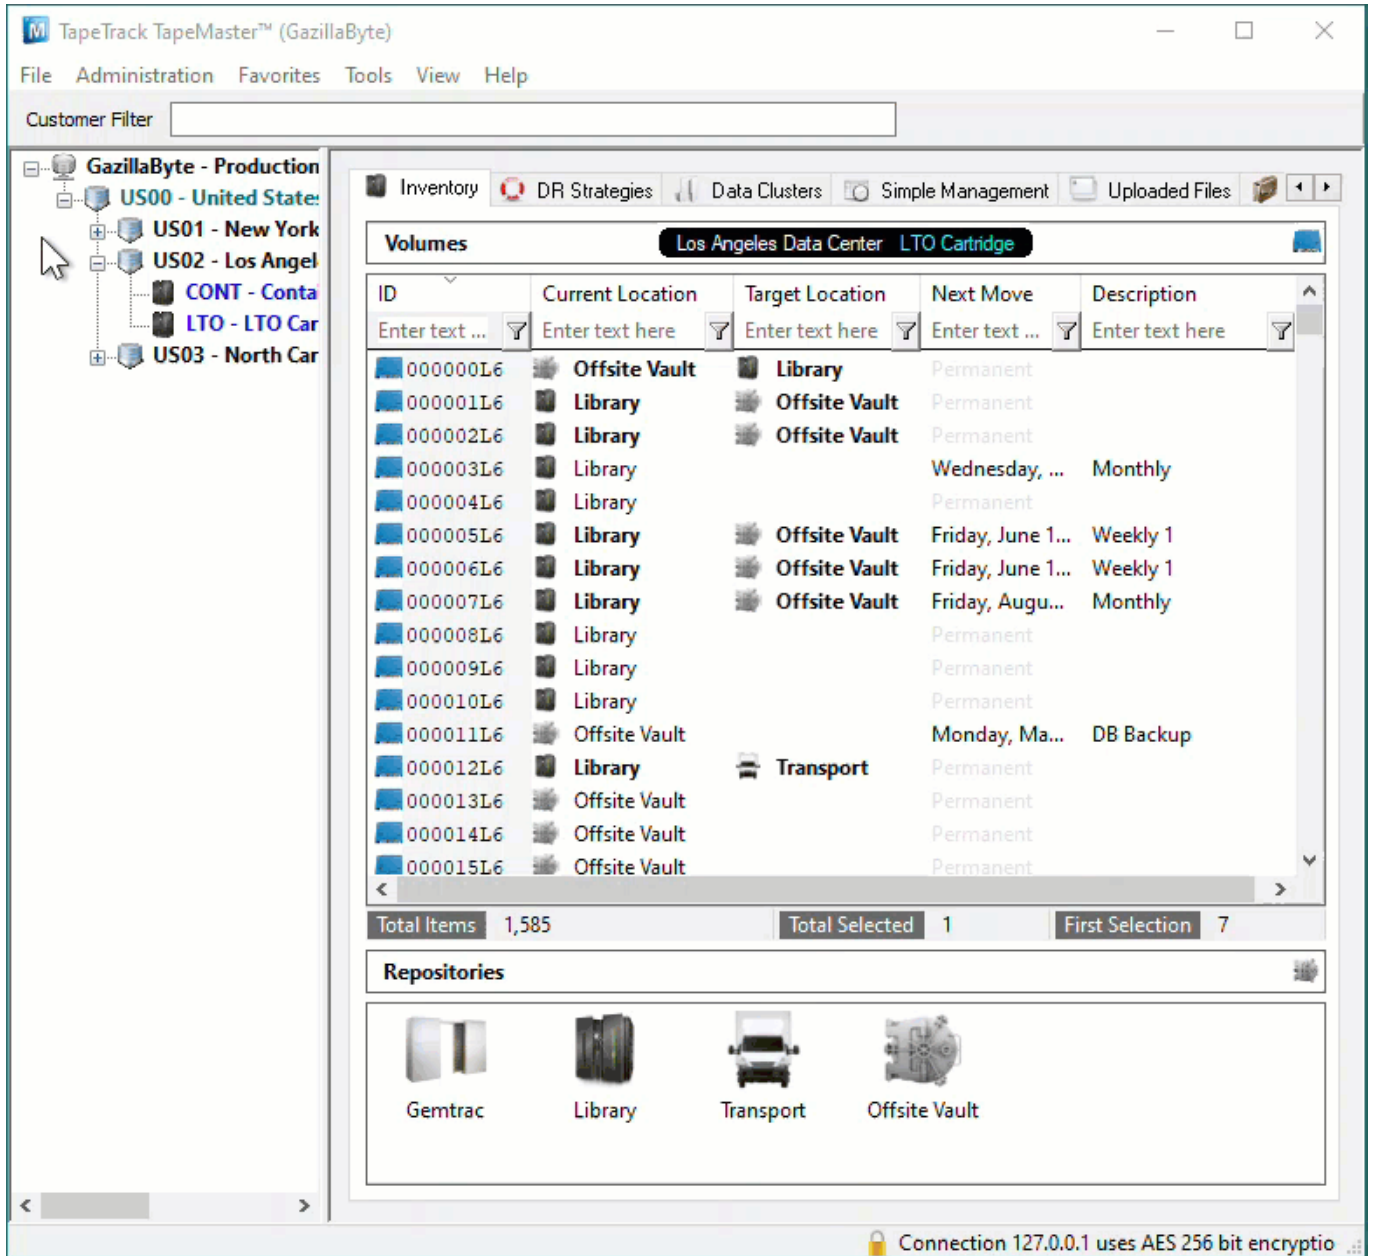 TapeTrack TapeMaster™ (GazillaByte)
File Administration Favorites Tools View Help
Customer Filter
GazillaByte - Production
US00 - United State
US01 - New York
US02 - Los Angel
CONT - Conta
LTO - LTO Car
US03 - North Car
Inventory DR Strategies Data Clusters Simple Management Uploaded Files
Volumes Los Angeles Data Center LTO Cartridge
ID Current Location Target Location Next Move Description
Enter text ... Enter text here Enter text here Enter text ... Enter text here
000000L6 Offsite Vault Library Permanent
000001L6 Library Offsite Vault Permanent
000002L6 Library Offsite Vault Permanent
000003L6 Library Wednesday, ... Monthly
000004L6 Library Permanent
000005L6 Library Offsite Vault Friday, June 1... Weekly 1
000006L6 Library Offsite Vault Friday, June 1... Weekly 1
000007L6 Library Offsite Vault Friday, Augu... Monthly
000008L6 Library Permanent
000009L6 Library Permanent
000010L6 Library Permanent
000011L6 Offsite Vault Monday, Ma... DB Backup
000012L6 Library Transport Permanent
000013L6 Offsite Vault Permanent
000014L6 Offsite Vault Permanent
000015L6 Offsite Vault Permanent
Total Items 1,585 Total Selected 1 First Selection 7
Repositories
Gemtrac Library Transport Offsite Vault
Connection 127.0.0.1 uses AES 256 bit encryptio